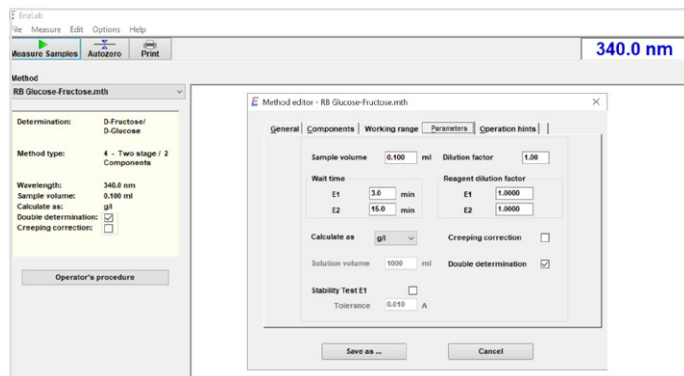 EnzLab
File Measure Edit Options Help
Measure Samples Autozero Print
340.0 nm
Method
RB Glucose-Fructose.mth
Determination: D-Fructose/
D-Glucose
Method type: 4 - Two stage / 2
Components
Wavelength: 340.0 nm
Sample volume: 0.100 ml
Calculate as: g/l
Double determination:
Creeping correction:
Operator's procedure
E Method editor - RB Glucose-Fructose.mth
General Components Working range Parameters Operation hints
Sample volume 0.100 ml Dilution factor 1.00
Wait time Reagent dilution factor
E1 3.0 min E1 1.0000
E2 15.0 min E2 1.0000
Calculate as g/l Creeping correction
Solution volume 1000 ml Double determination
Stability Test E1
Tolerance 0.010 A
Save as ... Cancel